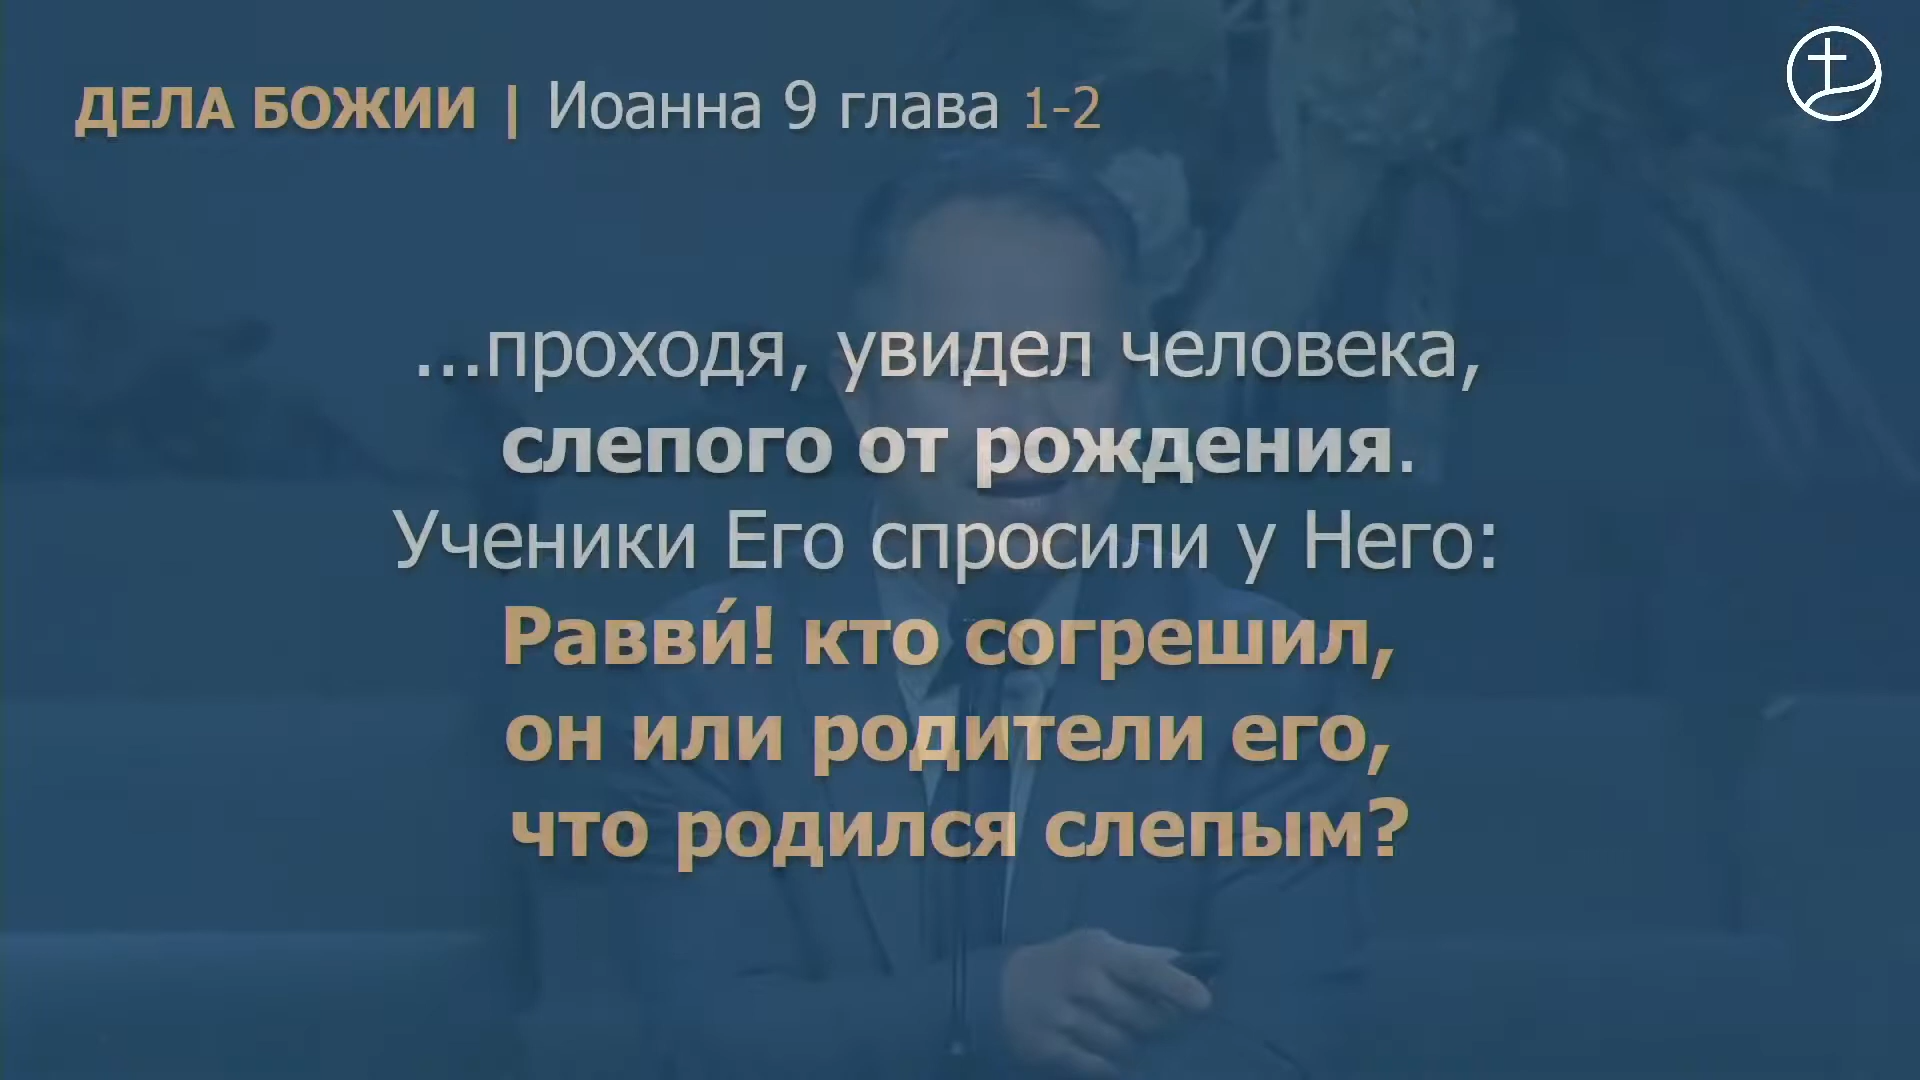 ДЕЛА БОЖИИ | Иоанна 9 глава 1-2
...проходя, увидел человека,
слепого от рождения.
Ученики Его спросили у Него:
Равви́! кто согрешил,
он или родители его,
что родился слепым?